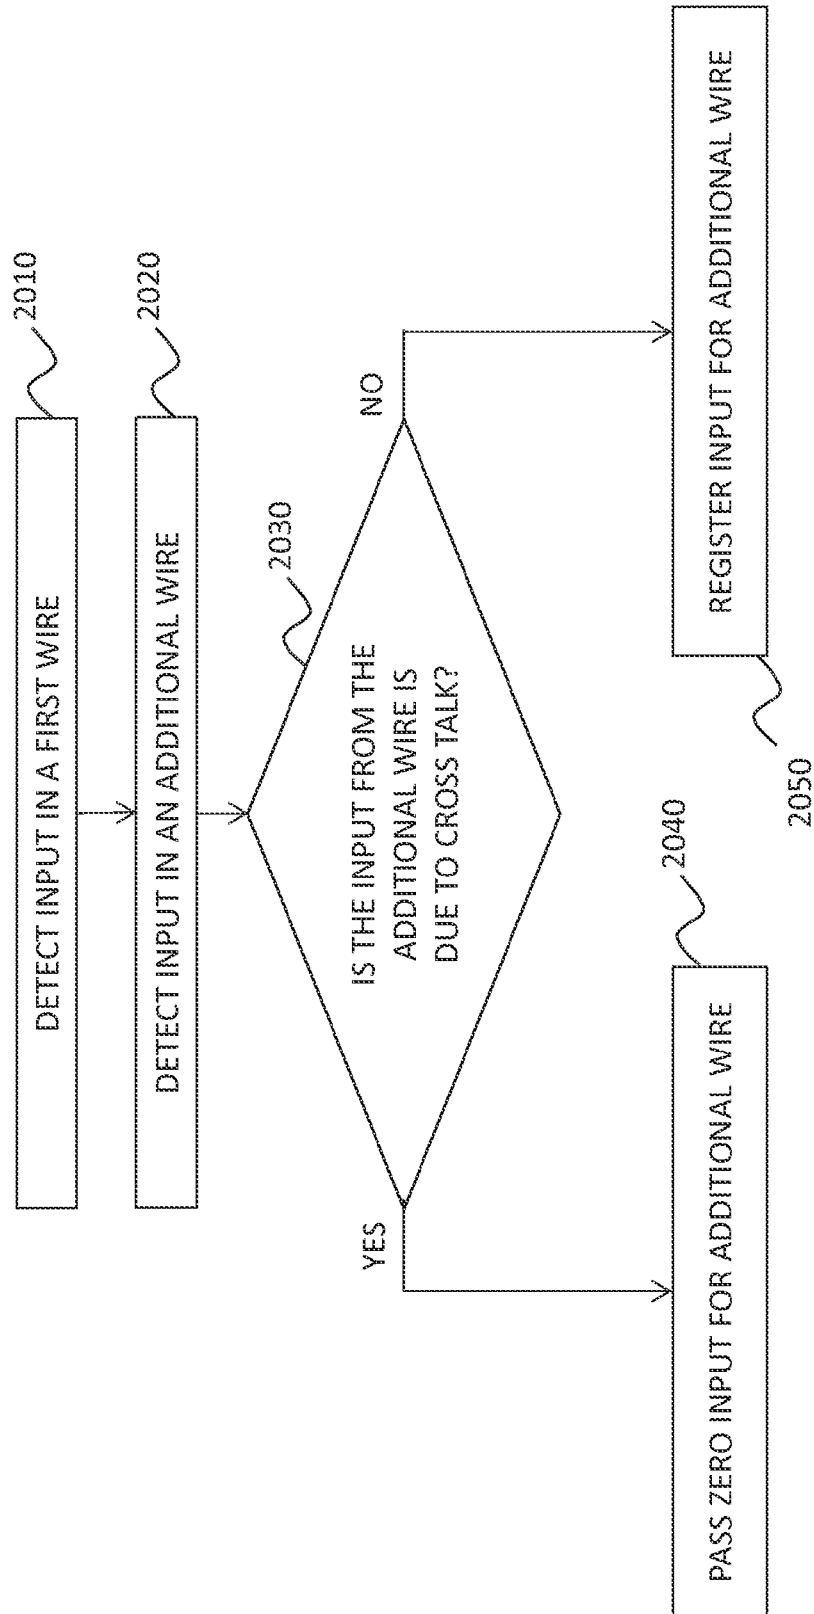 DETECT INPUT IN A FIRST WIRE
2010
DETECT INPUT IN AN ADDITIONAL WIRE
2020
2030
IS THE INPUT FROM THE
ADDITIONAL WIRE IS
DUE TO CROSS TALK?
YES
NO
PASS ZERO INPUT FOR ADDITIONAL WIRE
2040
REGISTER INPUT FOR ADDITIONAL WIRE
2050